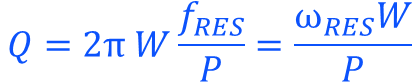 Q = 2π W f_RES / P = ω_RES W / P